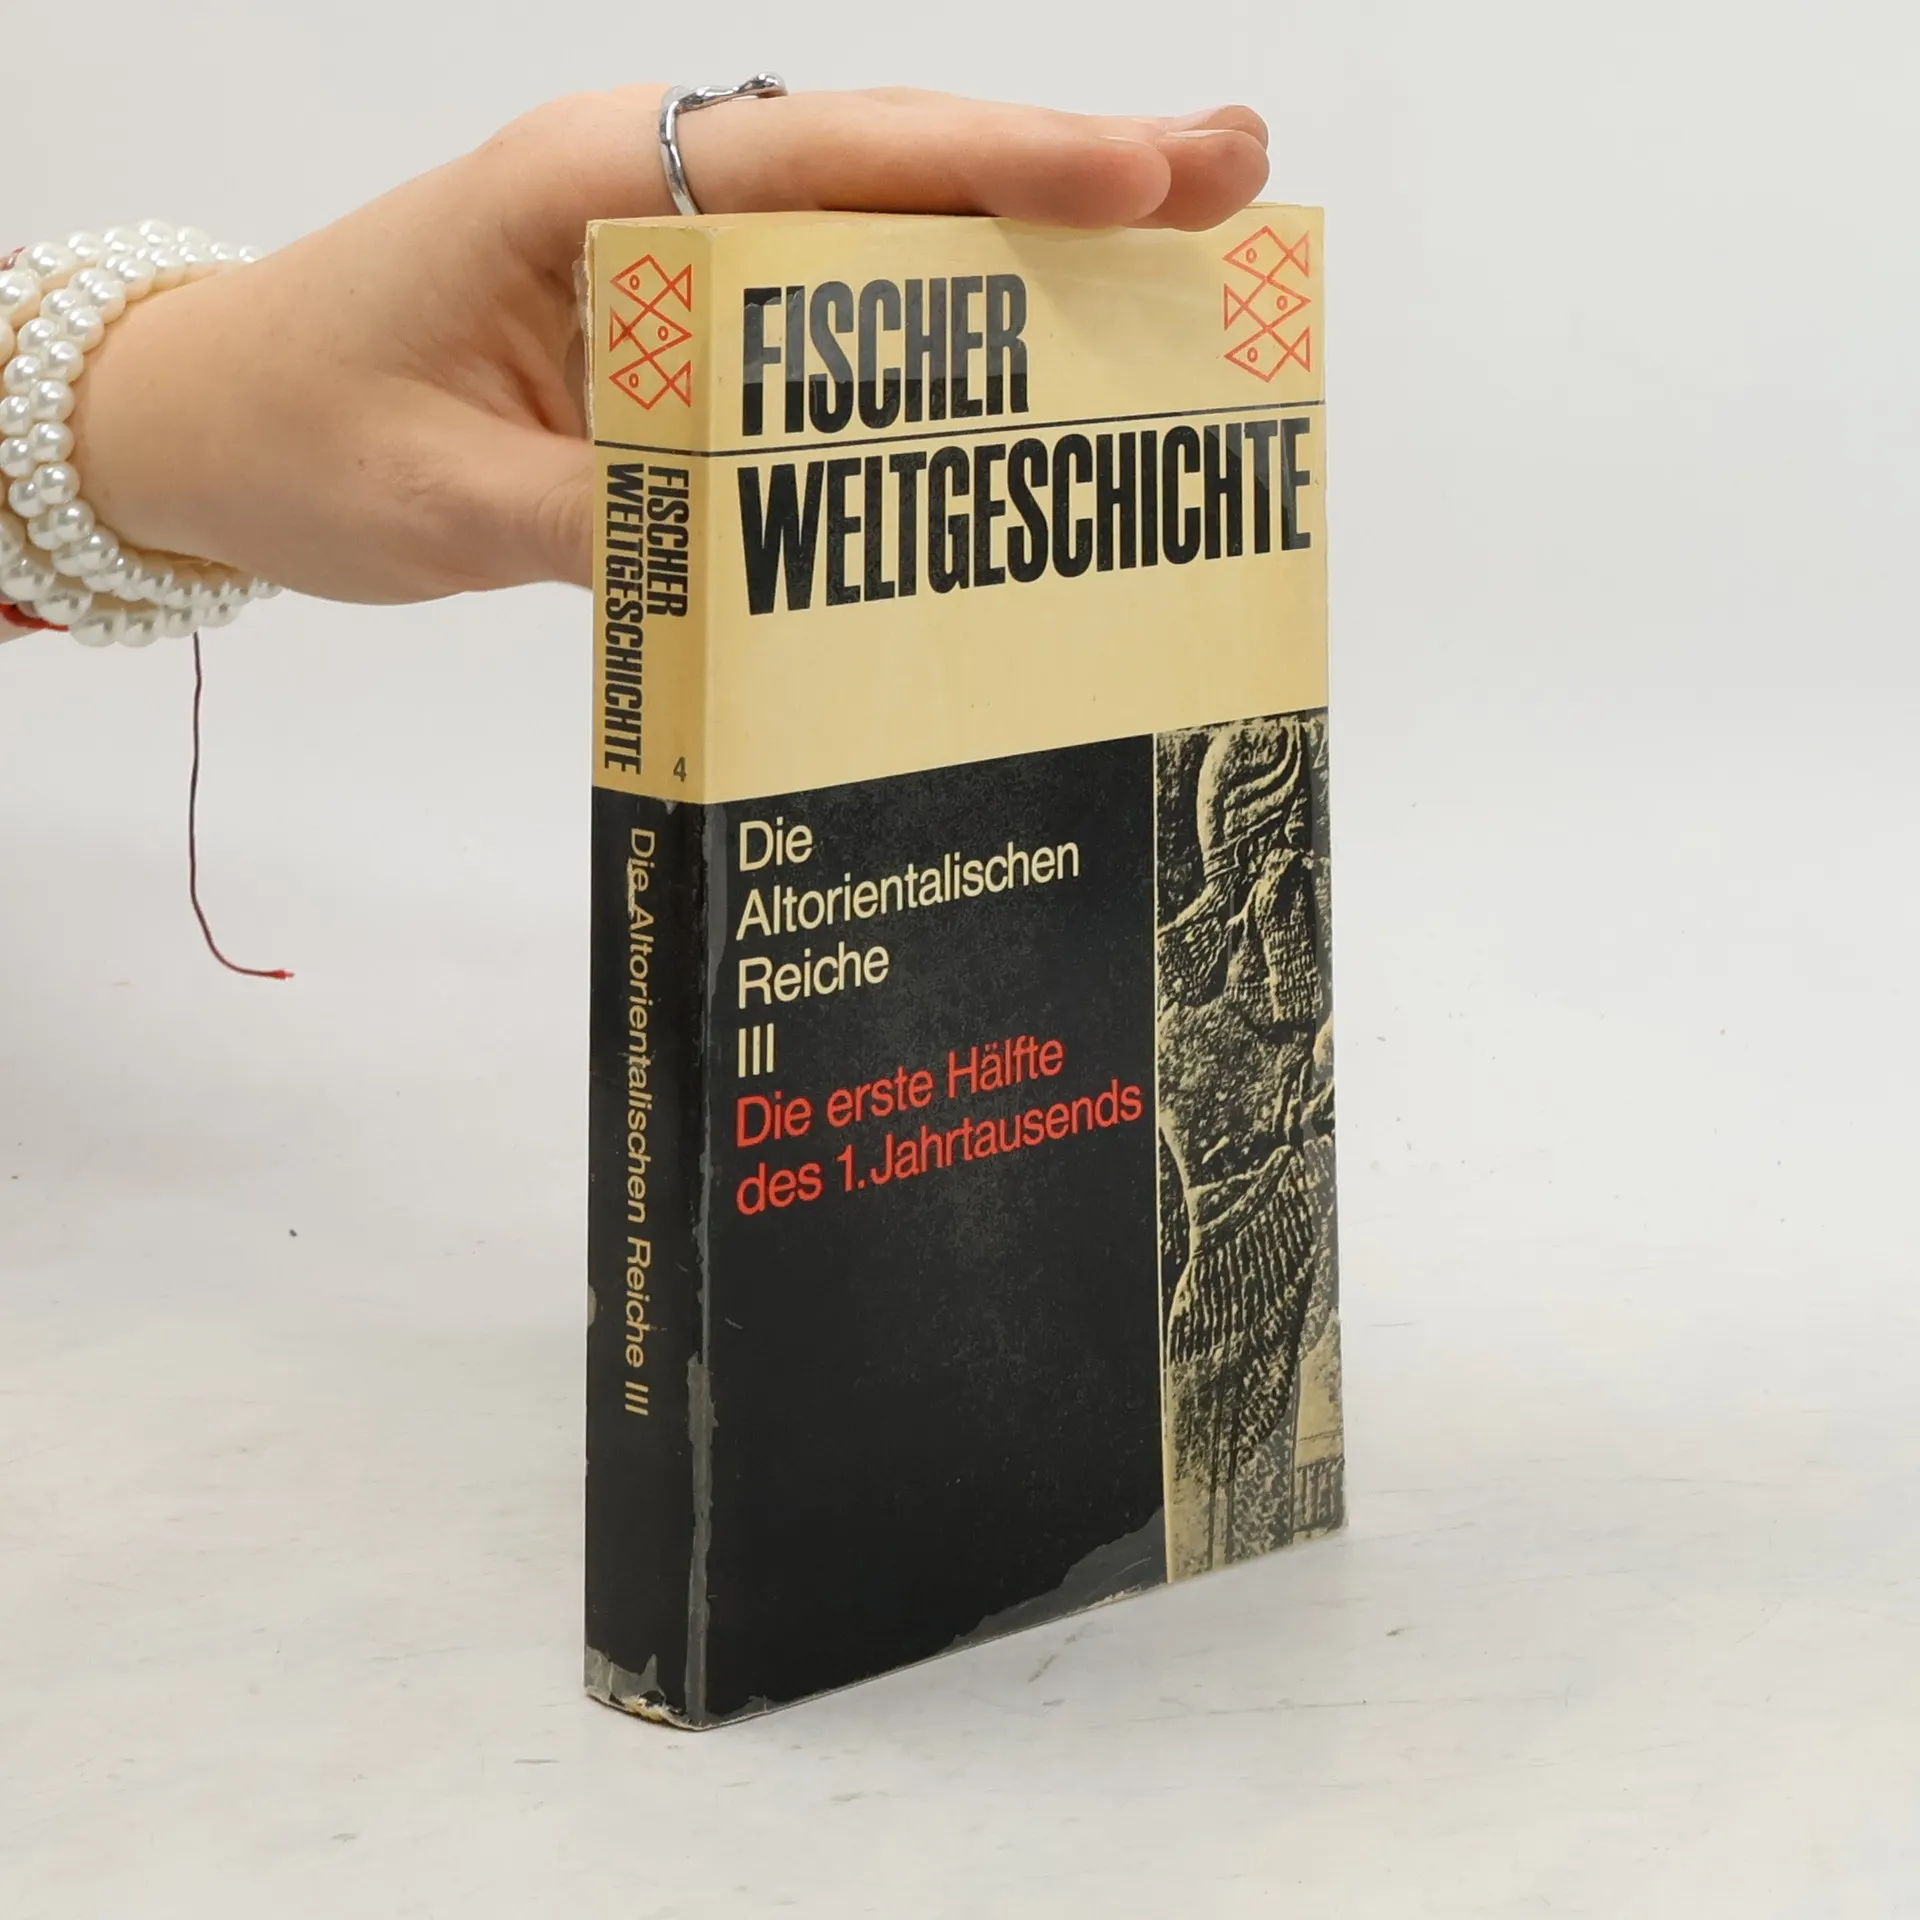 FISCHER
WELTGESCHICHTE
Die
Altorientalischen
Reiche
III
Die erste Hälfte
des 1. Jahrtausends
FISCHER
WELTGESCHICHTE
4
Die Altorientalischen Reiche III